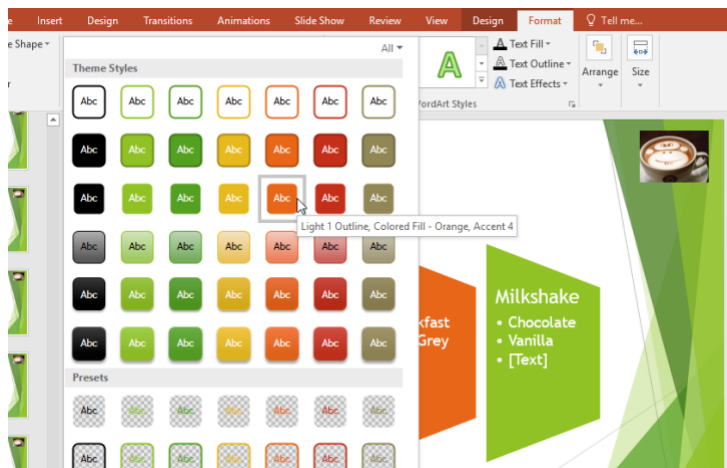 Insert Design Transitions Animations Slide Show Review View Design Format Tell me...
e Shape
All
Theme Styles
Abc Abc Abc Abc Abc Abc Abc
Abc Abc Abc Abc Abc Abc Abc
Abc Abc Abc Abc Abc Abc Abc
Light 1 Outline, Colored Fill - Orange, Accent 4
Abc Abc Abc Abc Abc Abc Abc
Abc Abc Abc Abc Abc Abc Abc
Abc Abc Abc Abc Abc Abc Abc
Presets
Abc Abc Abc Abc Abc Abc Abc
Abc Abc Abc Abc Abc Abc Abc
A
A Text Fill
A Text Outline
A Text Effects
Arrange
Size
WordArt Styles
kfast
Grey
Milkshake
• Chocolate
• Vanilla
• [Text]